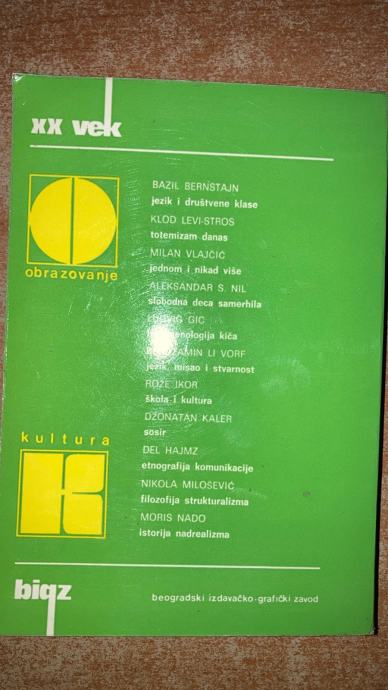 xx vek
obrazovanje
BAZIL BERNSTAJN
jezik i društvene klase
KLOD LEVI-STROS
totemizam danas
MILAN VLAJČIĆ
jednom i nikad više
ALEKSANDAR S. NIL
slobodna deca samerhila
LUDVIG GIC
kiča
LI VORF
jezik, misao i stvarnost
ROŽE IKOR
škola i kultura
DŽONATAN KALER
sosir
DEL HAJMZ
etnografija komunikacije
NIKOLA MILOŠEVIĆ
filozofija strukturalizma
MORIS NADO
istorija nadrealizma
kultura
K
bigz
beogradski izdavačko-grafički zavod